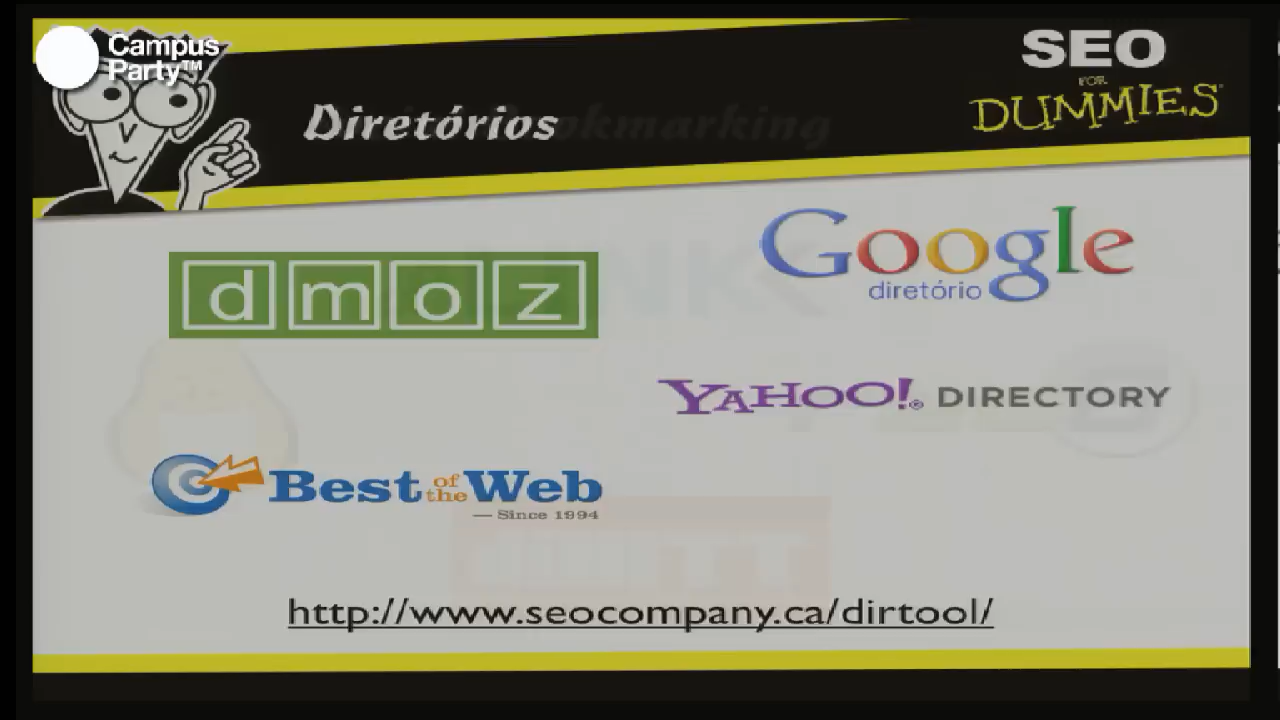 Campus
Party™
Diretórios
SEO
FOR
DUMMIES
dmoz
Google
diretório
YAHOO!® DIRECTORY
Best of the Web
— Since 1994
http://www.seocompany.ca/dirtool/